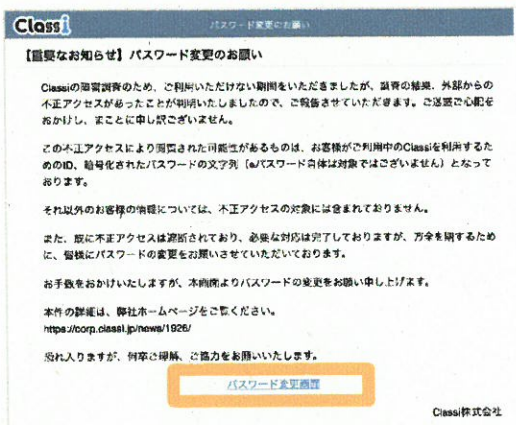 Classi
パスワード変更のお願い
【重要なお知らせ】パスワード変更のお願い
Classiの障害調査のため、ご利用いただけない期間をいただきましたが、調査の結果、外部からの
不正アクセスがあったことが判明いたしましたので、ご報告させていただきます。ご迷惑ご心配を
おかけし、まことに申し訳ございません。
この不正アクセスにより閲覧された可能性があるものは、お客様がご利用中のClassiを利用するた
めのID、暗号化されたパスワードの文字列（※パスワード自体は対象ではございません）となって
おります。
それ以外のお客様の情報については、不正アクセスの対象には含まれておりません。
また、既に不正アクセスは遮断されており、必要な対応は完了しておりますが、万全を期するため
に、皆様にパスワードの変更をお願いさせていただいております。
お手数をおかけいたしますが、本画面よりパスワードの変更をお願い申し上げます。
本件の詳細は、弊社ホームページをご覧ください。
https://corp.classi.jp/news/1926/
恐れ入りますが、何卒ご理解、ご協力をお願いいたします。
パスワード変更画面
Classi株式会社